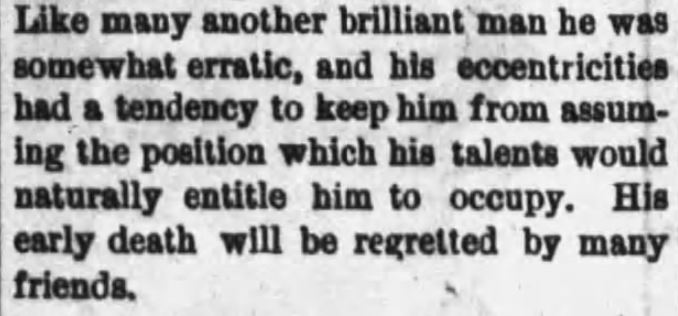 Like many another brilliant man he was
somewhat erratic, and his eccentricities
had a tendency to keep him from assum-
ing the position which his talents would
naturally entitle him to occupy. His
early death will be regretted by many
friends.